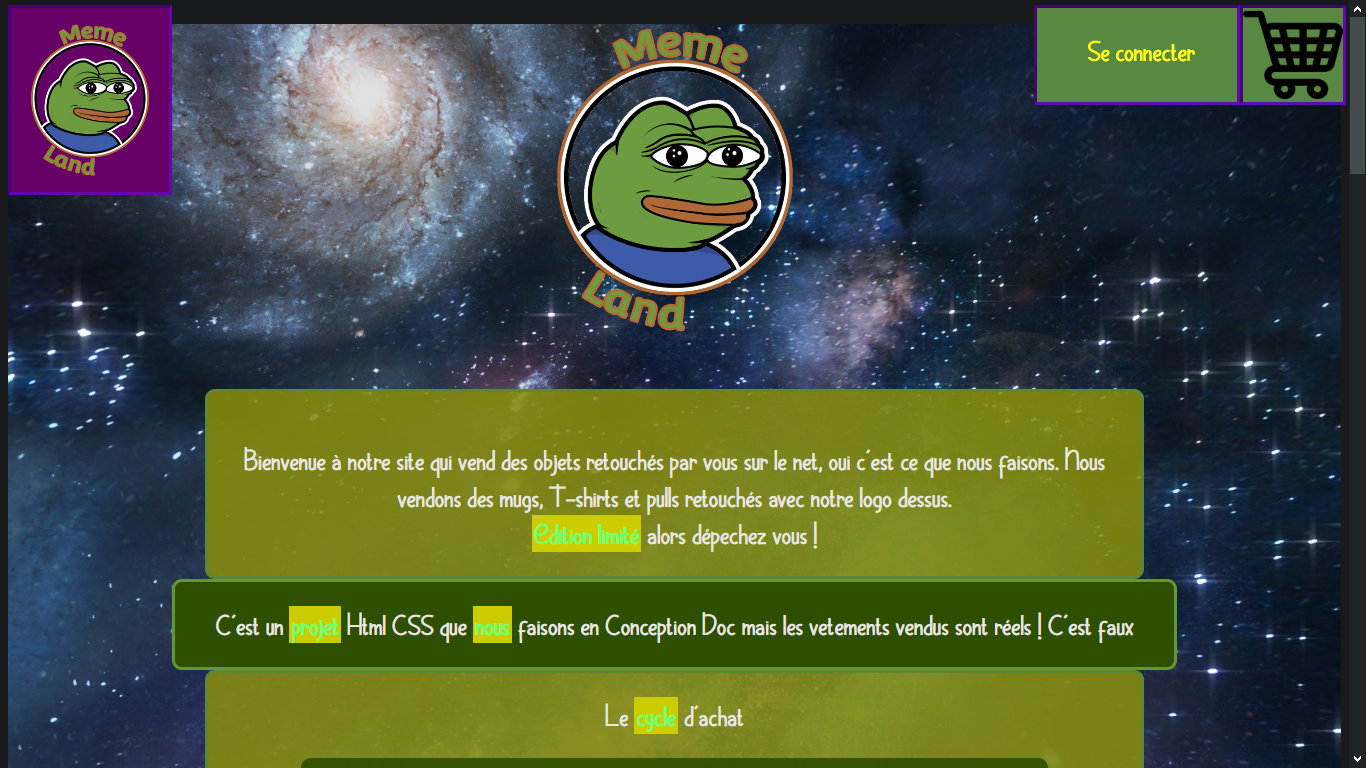 Meme
Land
Meme
Land
Se connecter
Bienvenue à notre site qui vend des objets retouchés par vous sur le net, oui c'est ce que nous faisons. Nous
vendons des mugs, T-shirts et pulls retouchés avec notre logo dessus.
Edition limité alors dépechez vous !
C'est un projet Html CSS que nous faisons en Conception Doc mais les vetements vendus sont réels ! C'est faux
Le cycle d'achat